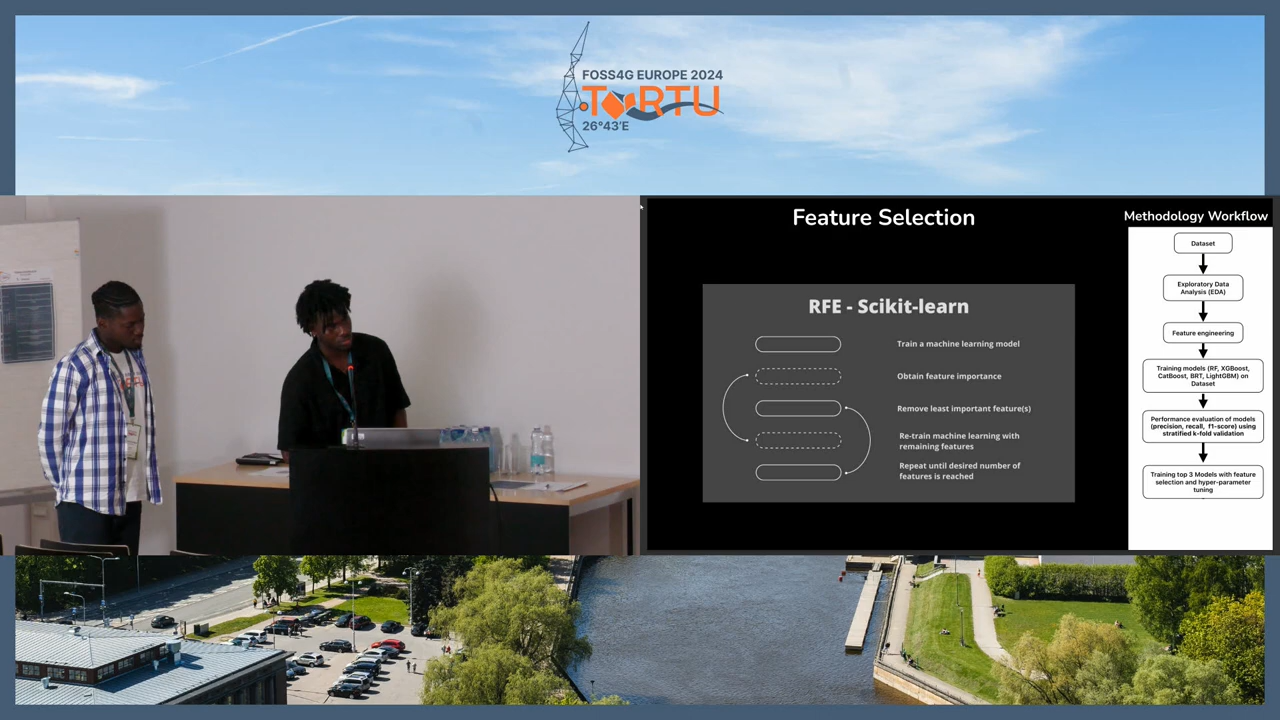 FOSS4G EUROPE 2024
TARTU
26°43'E
Feature Selection
RFE - Scikit-learn
Train a machine learning model
Obtain feature importance
Remove least important feature(s)
Re-train machine learning with
remaining features
Repeat until desired number of
features is reached
Methodology Workflow
Dataset
Exploratory Data
Analysis (EDA)
Feature engineering
Training models (RF, XGBoost,
CatBoost, BRT, LightGBM) on
Dataset
Performance evaluation of models
(precision, recall, f1-score) using
stratified k-fold validation
Training top 3 Models with feature
selection and hyper-parameter
tuning